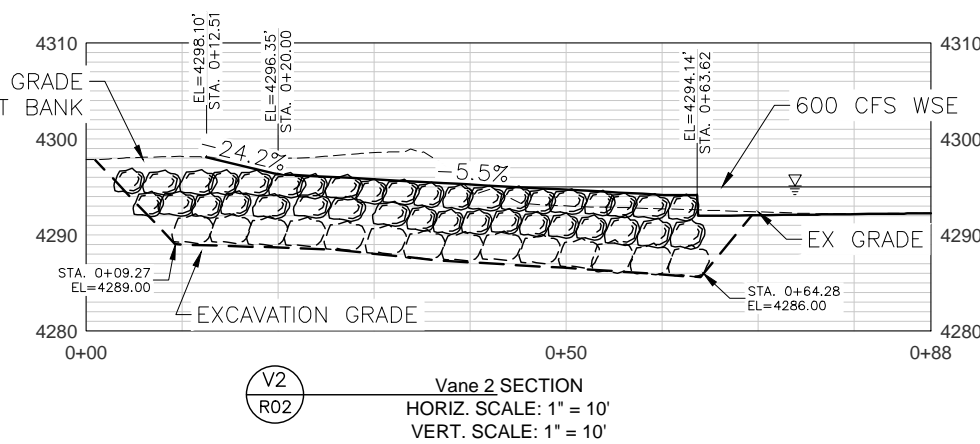 4310
4310
EL=4298.10'
STA. 0+12.51
EL=4296.35'
STA. 0+20.00
EL=4294.14'
STA. 0+63.62
GRADE
T BANK
600 CFS WSE
4300
4300
-24.2%
-5.5%
4290
4290
EX GRADE
STA. 0+09.27
EL=4289.00
STA. 0+64.28
EL=4286.00
EXCAVATION GRADE
4280
4280
0+00
0+50
0+88
V2
R02
Vane 2 SECTION
HORIZ. SCALE: 1" = 10'
VERT. SCALE: 1" = 10'